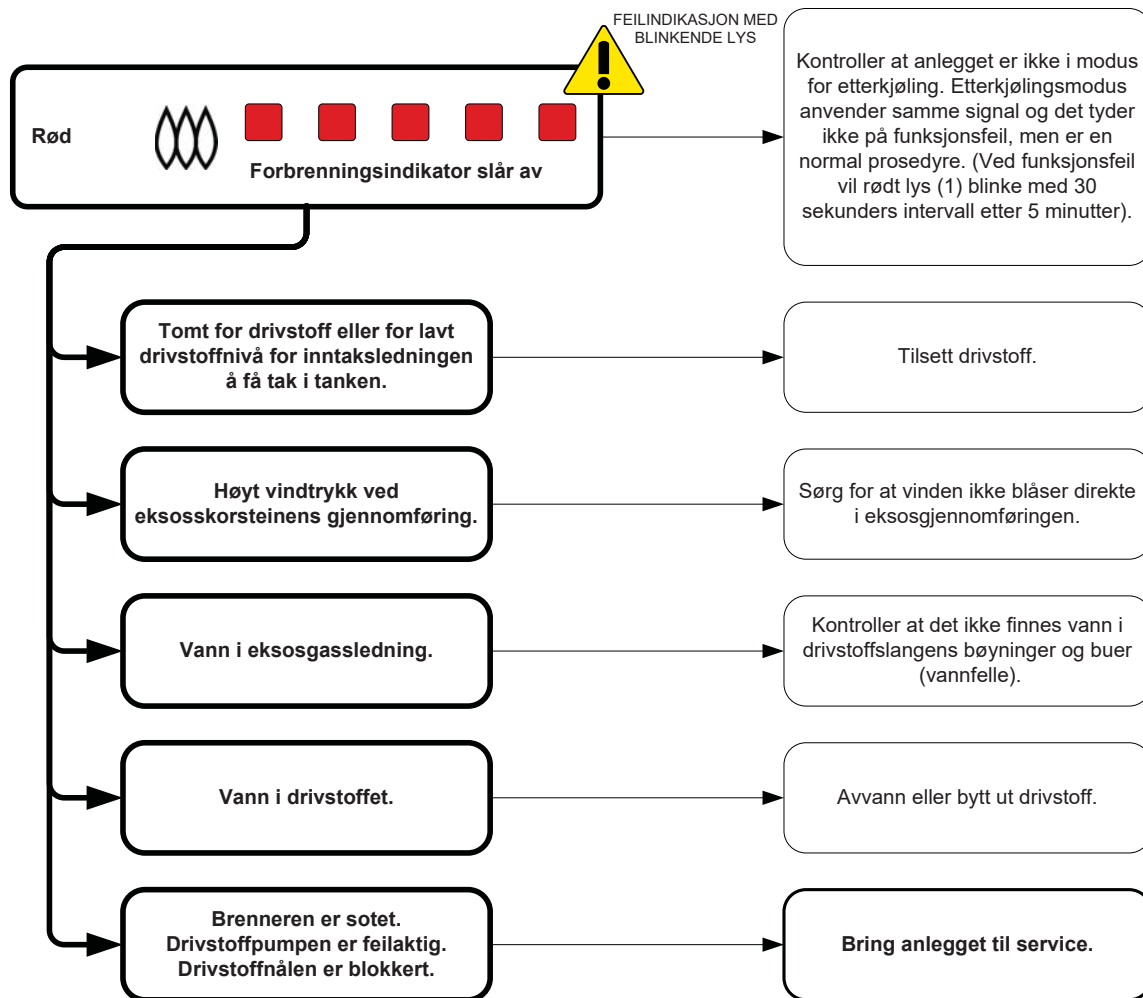 FEILINDIKASJON MED
BLINKENDE LYS
Rød
Forbrenningsindikator slår av
Kontroller at anlegget er ikke i modus
for etterkjøling. Etterkjølingsmodus
anvender samme signal og det tyder
ikke på funksjonsfeil, men er en
normal prosedyre. (Ved funksjonsfeil
vil rødt lys (1) blinke med 30
sekunders intervall etter 5 minutter).
Tomt for drivstoff eller for lavt
drivstoffnivå for inntaksledningen
å få tak i tanken.
Tilsett drivstoff.
Høyt vindtrykk ved
eksosskorsteinens gjennomføring.
Sørg for at vinden ikke blåser direkte
i eksosgjennomføringen.
Vann i eksosgassledning.
Kontroller at det ikke finnes vann i
drivstoffslangens bøyninger og buer
(vannfelle).
Vann i drivstoffet.
Avvann eller bytt ut drivstoff.
Brenneren er sotet.
Drivstoffpumpen er feilaktig.
Drivstoffnålen er blokkert.
Bring anlegget til service.